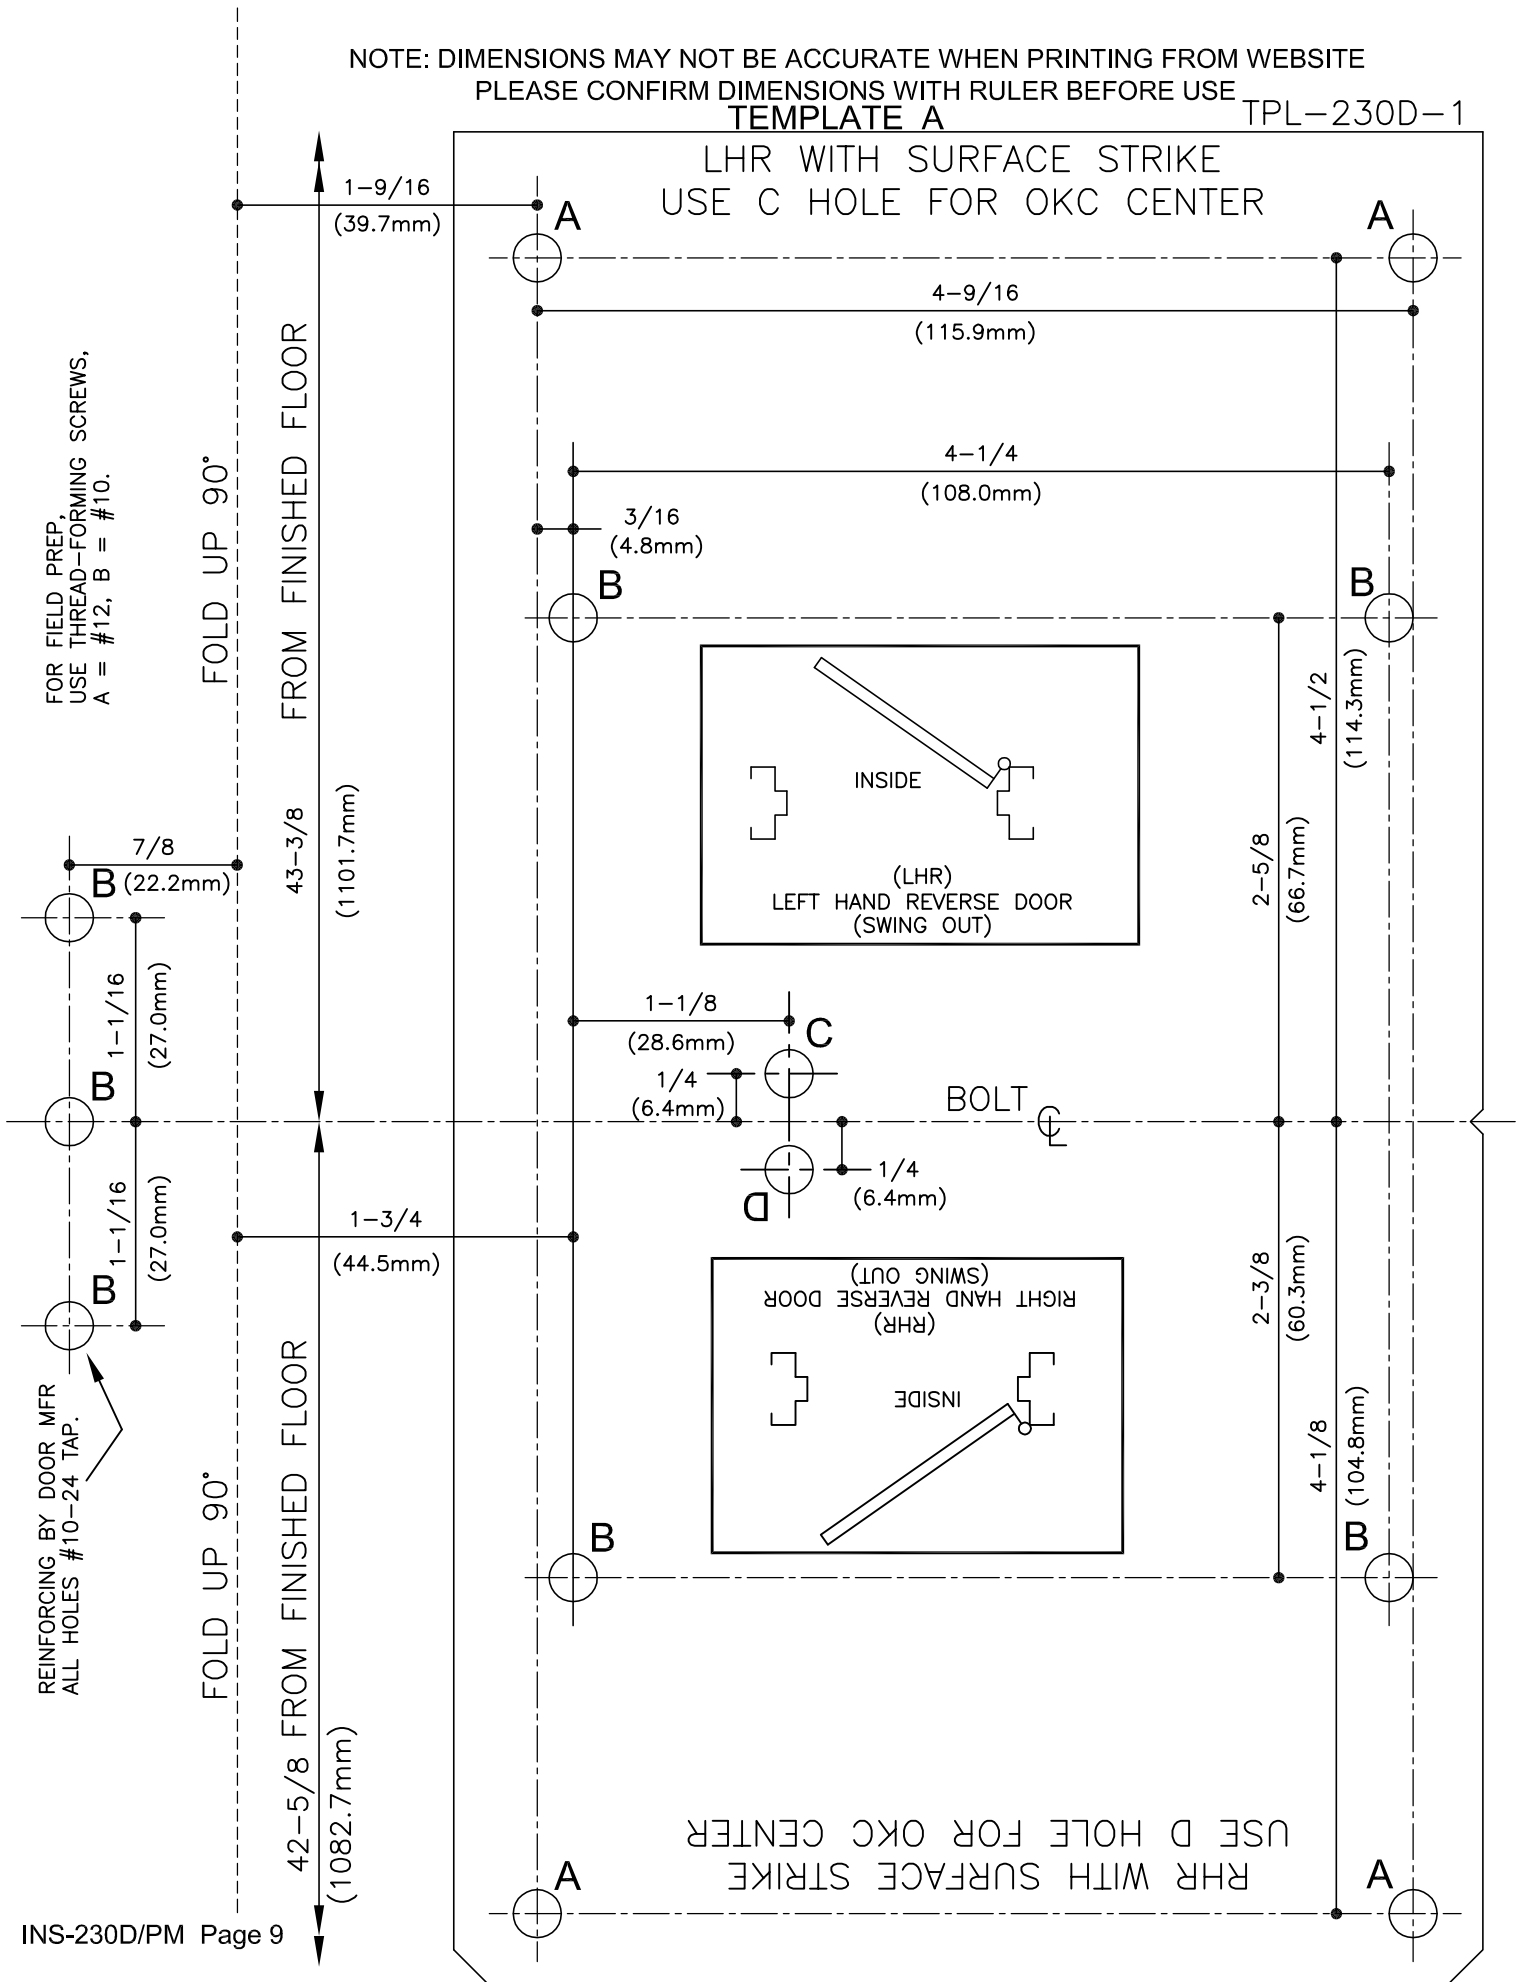 NOTE: DIMENSIONS MAY NOT BE ACCURATE WHEN PRINTING FROM WEBSITE
PLEASE CONFIRM DIMENSIONS WITH RULER BEFORE USE
TEMPLATE A
TPL-230D-1
LHR WITH SURFACE STRIKE
USE C HOLE FOR OKC CENTER
1-9/16
(39.7mm)
A
A
4-9/16
(115.9mm)
4-1/4
(108.0mm)
3/16
(4.8mm)
B
B
FOR FIELD PREP,
USE THREAD-FORMING SCREWS,
A = #12, B = #10.
FOLD UP 90°
43-3/8 FROM FINISHED FLOOR
(1101.7mm)
INSIDE
(LHR)
LEFT HAND REVERSE DOOR
(SWING OUT)
4-1/2
(114.3mm)
2-5/8
(66.7mm)
7/8
(22.2mm)
B
1-1/16
(27.0mm)
B
1-1/16
(27.0mm)
B
1-1/8
(28.6mm)
C
1/4
(6.4mm)
BOLT CL
D
1/4
(6.4mm)
1-3/4
(44.5mm)
RHR WITH SURFACE STRIKE
USE D HOLE FOR OKC CENTER
INSIDE
(RHR)
RIGHT HAND REVERSE DOOR
(SWING OUT)
2-3/8
(60.3mm)
4-1/8
(104.8mm)
REINFORCING BY DOOR MFR
ALL HOLES #10-24 TAP.
FOLD UP 90°
42-5/8 FROM FINISHED FLOOR
(1082.7mm)
B
B
A
A
INS-230D/PM Page 9